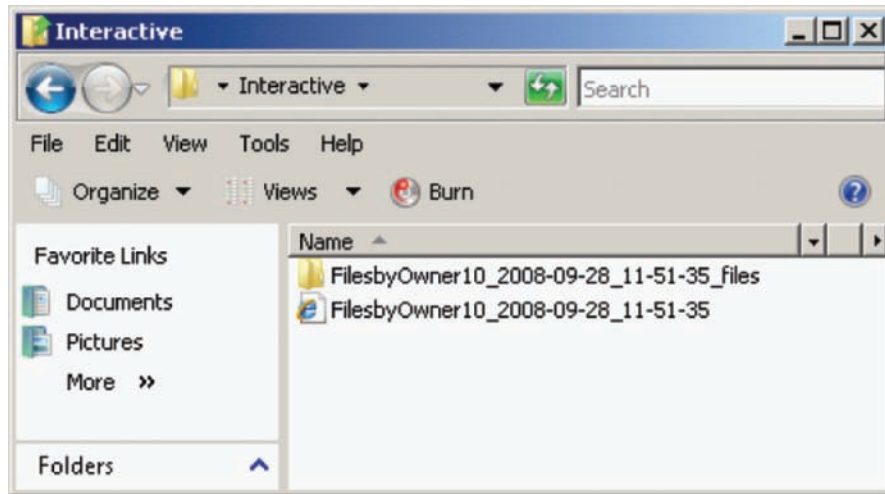 Interactive
Interactive
Search
File Edit View Tools Help
Organize Views Burn
Favorite Links
Documents
Pictures
More »
Folders
Name
FilesbyOwner10_2008-09-28_11-51-35_files
FilesbyOwner10_2008-09-28_11-51-35